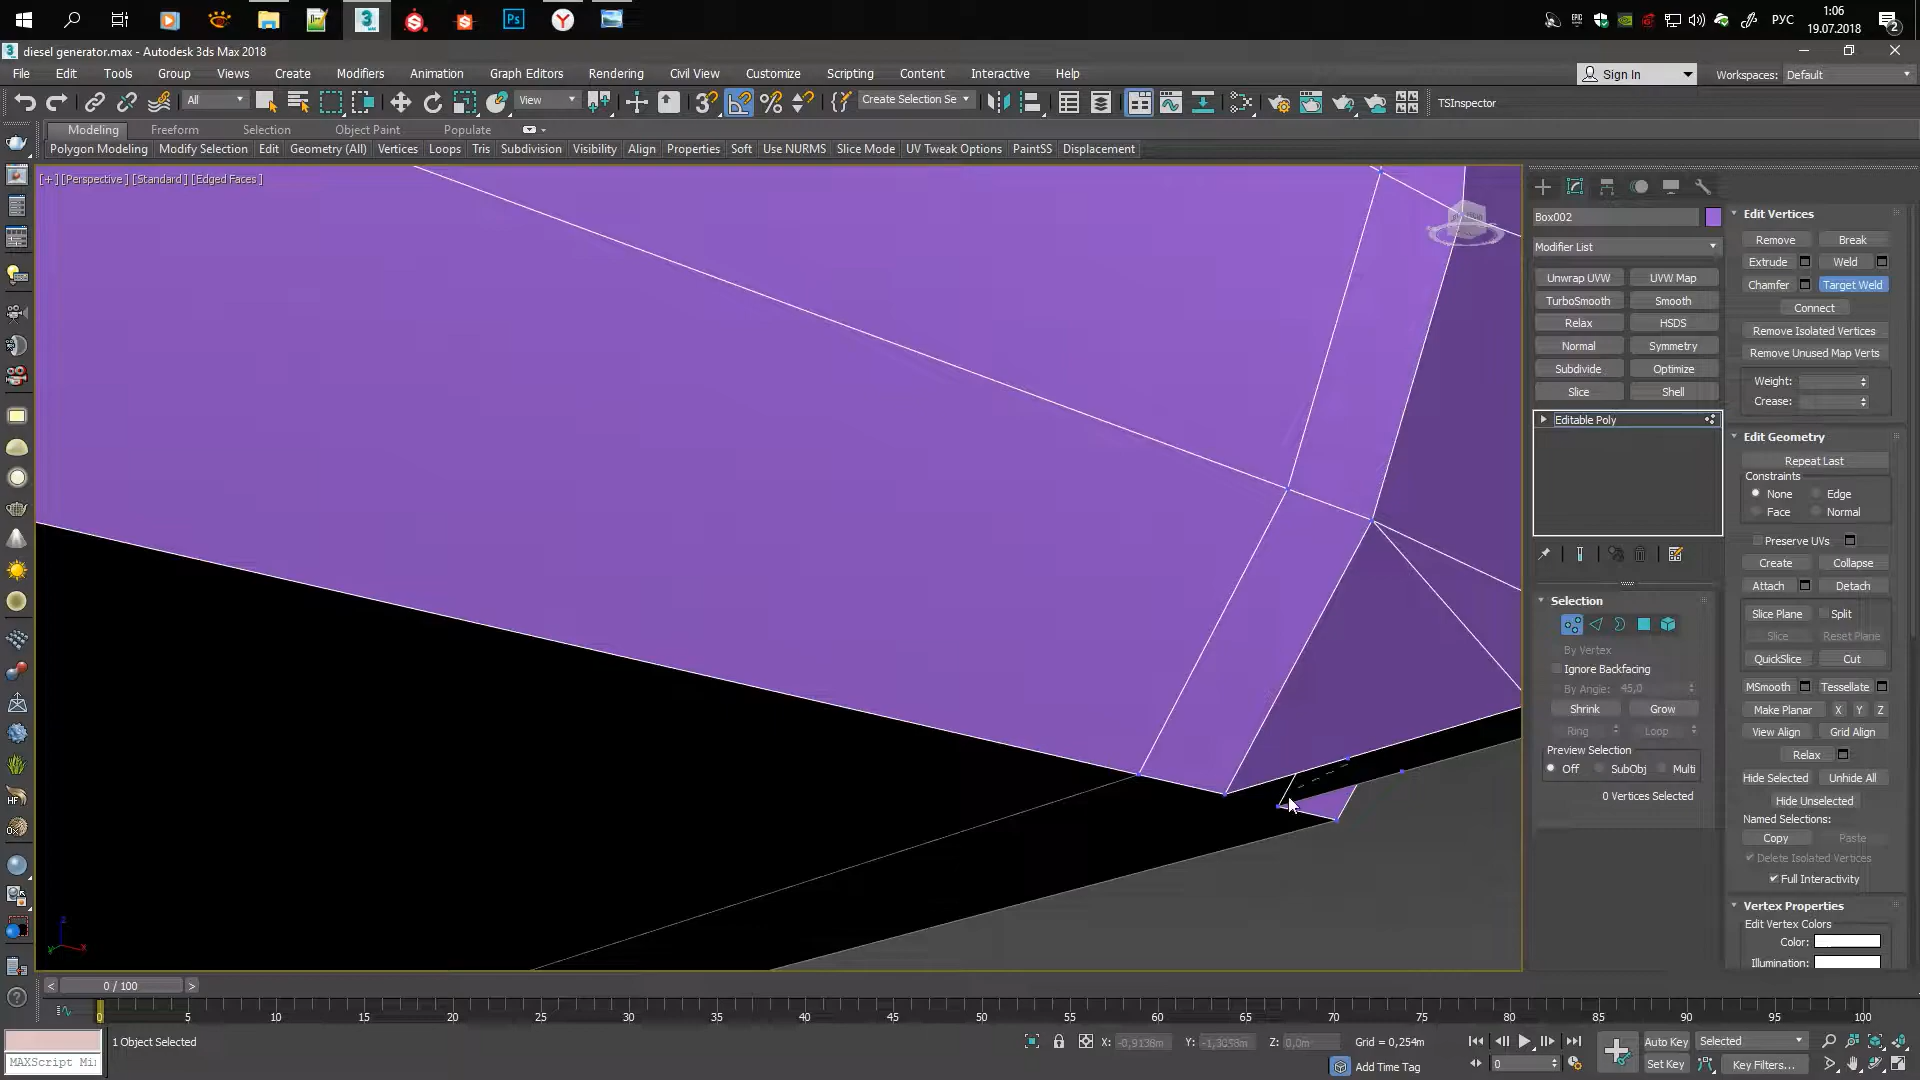 РУС
1:06
19.07.2018
2
diesel generator.max - Autodesk 3ds Max 2018
File Edit Tools Group Views Create Modifiers Animation Graph Editors Rendering Civil View Customize Scripting Content Interactive Help
Sign In
Workspaces: Default
All
View
Create Selection Se
TSInspector
Modeling Freeform Selection Object Paint Populate
Polygon Modeling Modify Selection Edit Geometry (All) Vertices Loops Tris Subdivision Visibility Align Properties Soft Use NURMS Slice Mode UV Tweak Options PaintSS Displacement
[+] [Perspective] [Standard] [Edged Faces]
Box002
Modifier List
Unwrap UVW UVW Map
TurboSmooth Smooth
Relax HSDS
Normal Symmetry
Subdivide Optimize
Slice Shell
Editable Poly
Selection
By Vertex
Ignore Backfacing
By Angle: 45,0
Shrink Grow
Ring Loop
Preview Selection
Off SubObj Multi
0 Vertices Selected
Edit Vertices
Remove Break
Extrude Weld
Chamfer Target Weld
Connect
Remove Isolated Vertices
Remove Unused Map Verts
Weight:
Crease:
Edit Geometry
Repeat Last
Constraints
None Edge
Face Normal
Preserve UVs
Create Collapse
Attach Detach
Slice Plane Split
Slice Reset Plane
QuickSlice Cut
MSmooth Tessellate
Make Planar X Y Z
View Align Grid Align
Relax
Hide Selected Unhide All
Hide Unselected
Named Selections:
Copy Paste
Delete Isolated Vertices
Full Interactivity
Vertex Properties
Edit Vertex Colors
Color:
Illumination:
0 / 100
0 5 10 15 20 25 30 35 40 45 50 55 60 65 70 75 80 85 90 95 100
1 Object Selected
X: -0,9138m Y: -1,3058m Z: 0,0m Grid = 0,254m
Add Time Tag
MAXScript Mi
0
Auto Key Selected
Set Key Key Filters...